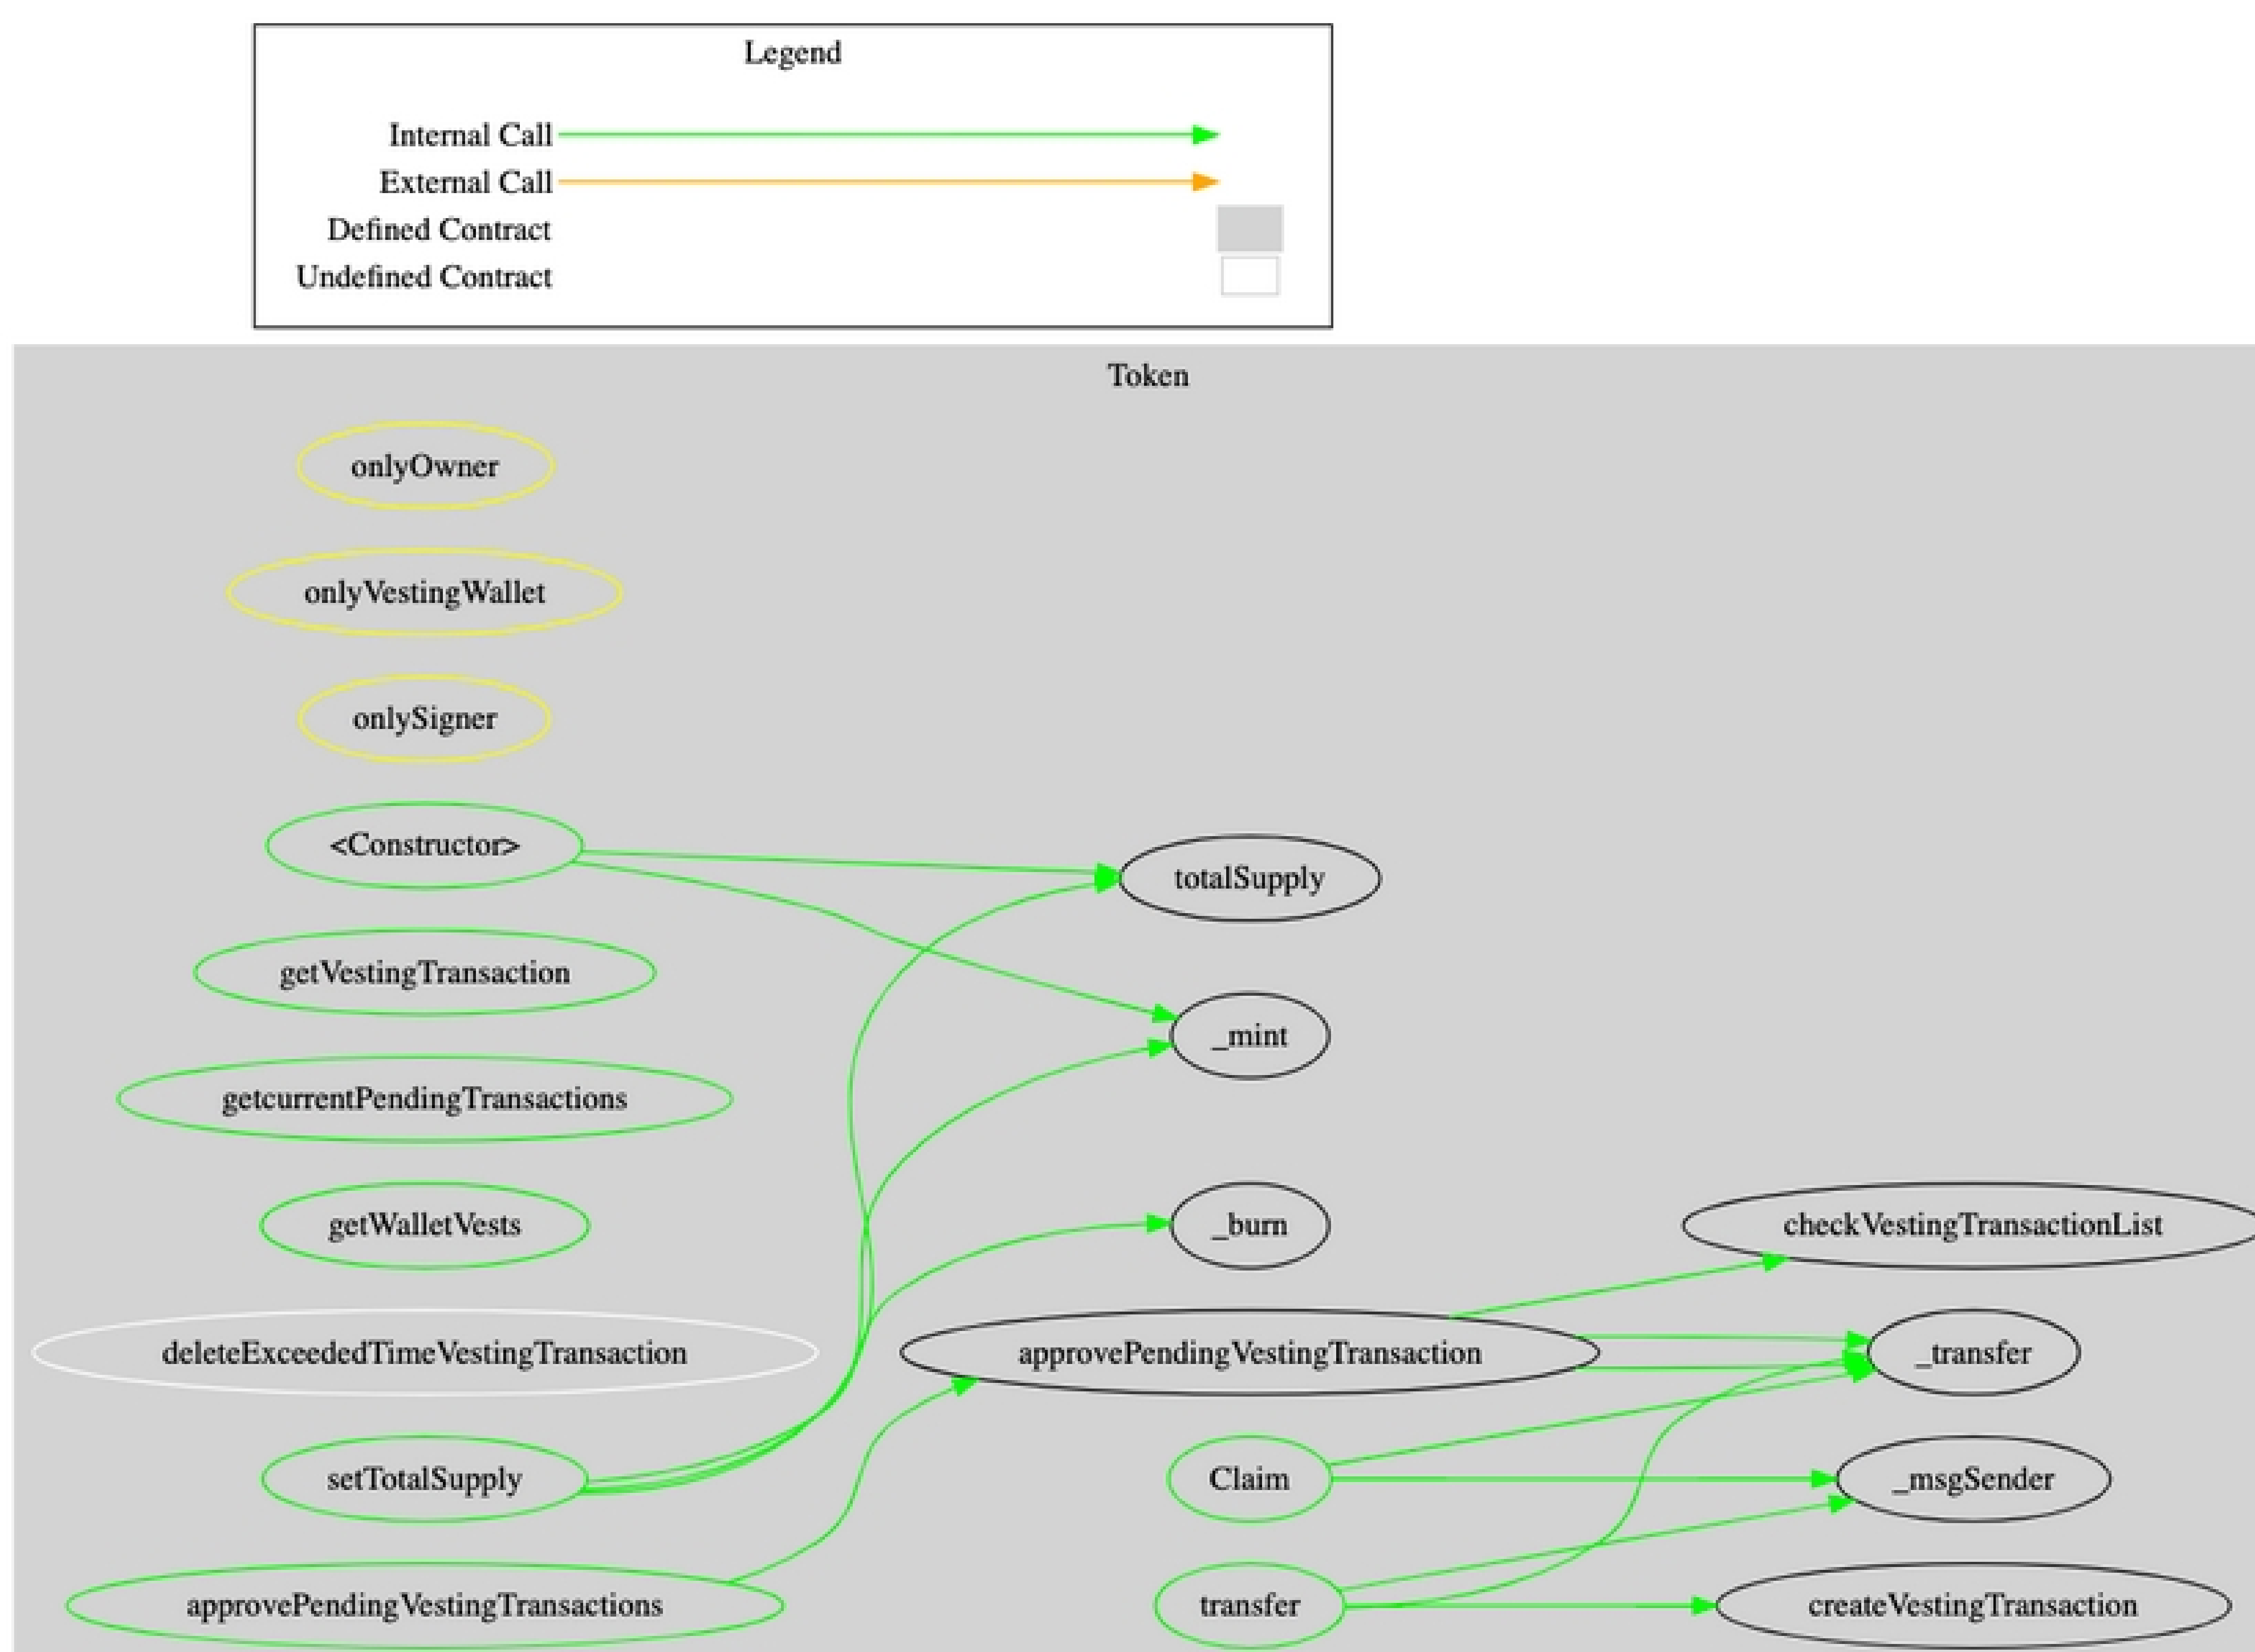 Legend
Internal Call
External Call
Defined Contract
Undefined Contract
Token
onlyOwner
onlyVestingWallet
onlySigner
<Constructor>
totalSupply
getVestingTransaction
_mint
getcurrentPendingTransactions
getWalletVests
_burn
checkVestingTransactionList
deleteExceededTimeVestingTransaction
approvePendingVestingTransaction
_transfer
setTotalSupply
Claim
_msgSender
approvePendingVestingTransactions
transfer
createVestingTransaction